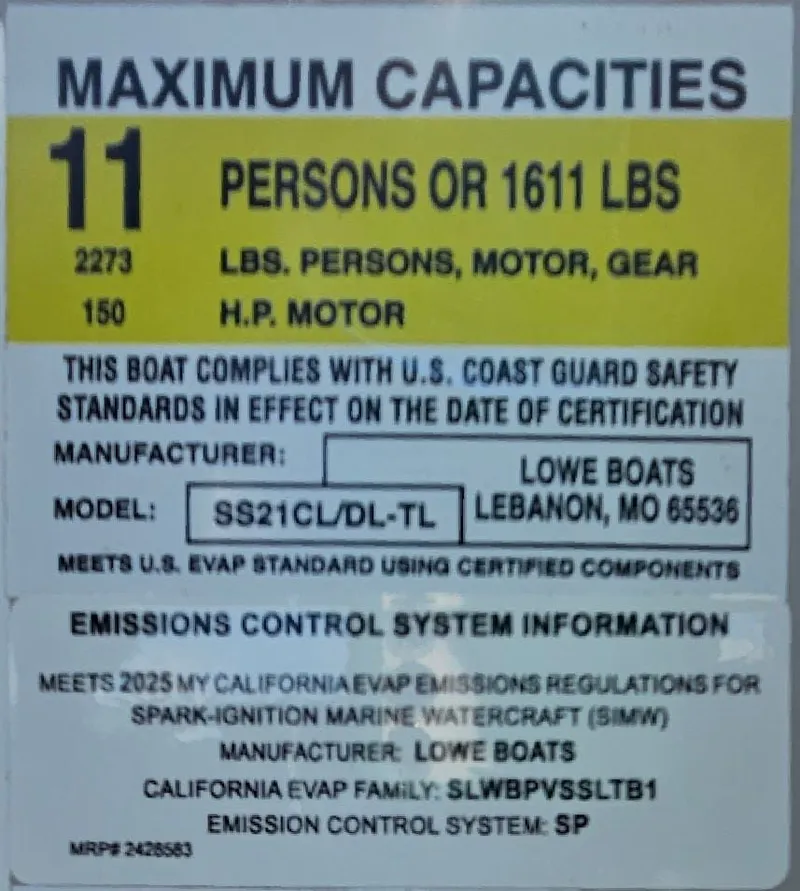 MAXIMUM CAPACITIES
11 PERSONS OR 1611 LBS
2273 LBS. PERSONS, MOTOR, GEAR
150 H.P. MOTOR
THIS BOAT COMPLIES WITH U.S. COAST GUARD SAFETY
STANDARDS IN EFFECT ON THE DATE OF CERTIFICATION
MANUFACTURER: LOWE BOATS
LEBANON, MO 65536
MODEL: SS21CL/DL-TL
MEETS U.S. EVAP STANDARD USING CERTIFIED COMPONENTS
EMISSIONS CONTROL SYSTEM INFORMATION
MEETS 2025 MY CALIFORNIA EVAP EMISSIONS REGULATIONS FOR
SPARK-IGNITION MARINE WATERCRAFT (SIMW)
MANUFACTURER: LOWE BOATS
CALIFORNIA EVAP FAMILY: SLWBPVSSLTB1
EMISSION CONTROL SYSTEM: SP
MRP# 2426583